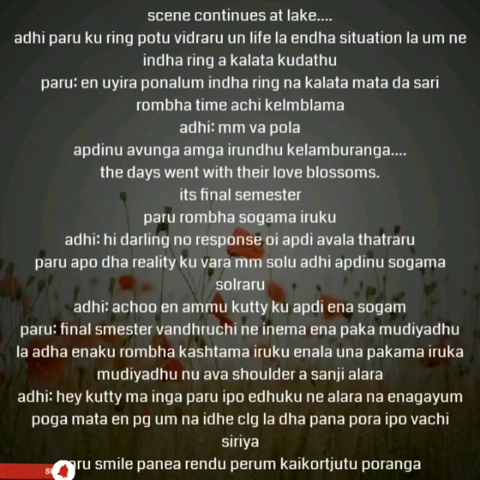 scene continues at lake....
adhi paru ku ring potu vidraru un life la endha situation la um ne
indha ring a kalata kudathu
paru: en uyira ponalum indha ring na kalata mata da sari
rombha time achi kelmblama
adhi: mm va pola
apdinu avunga amga irundhu kelamburanga....
the days went with their love blossoms.
its final semester
paru rombha sogama iruku
adhi: hi darling no response oi apdi avala thatraru
paru apo dha reality ku vara mm solu adhi apdinu sogama
solraru
adhi: achoo en ammu kutty ku apdi ena sogam
paru: final smester vandhruchi ne inema ena paka mudiyadhu
la adha enaku rombha kashtama iruku enala una pakama iruka
mudiyadhu nu ava shoulder a sanji alara
adhi: hey kutty ma inga paru ipo edhuku ne alara na enagayum
poga mata en pg um na idhe clg la dha pana pora ipo vachi
siriya
smile panea rendu perum kaikortjutu poranga